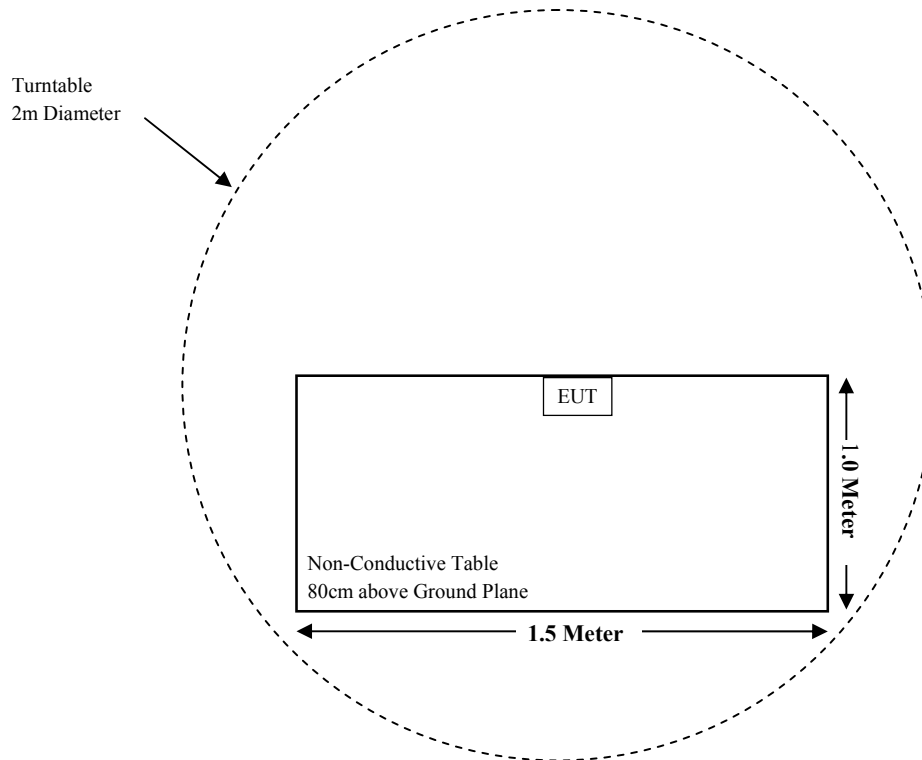 Turntable
2m Diameter
EUT
1.0 Meter
Non-Conductive Table
80cm above Ground Plane
1.5 Meter